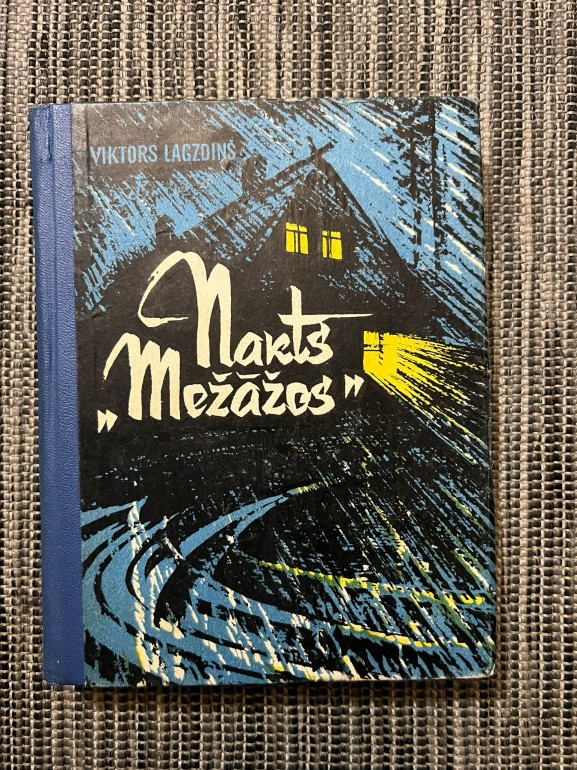 VIKTORS LAGZDIŅŠ
Nakts
„Mežāžos”